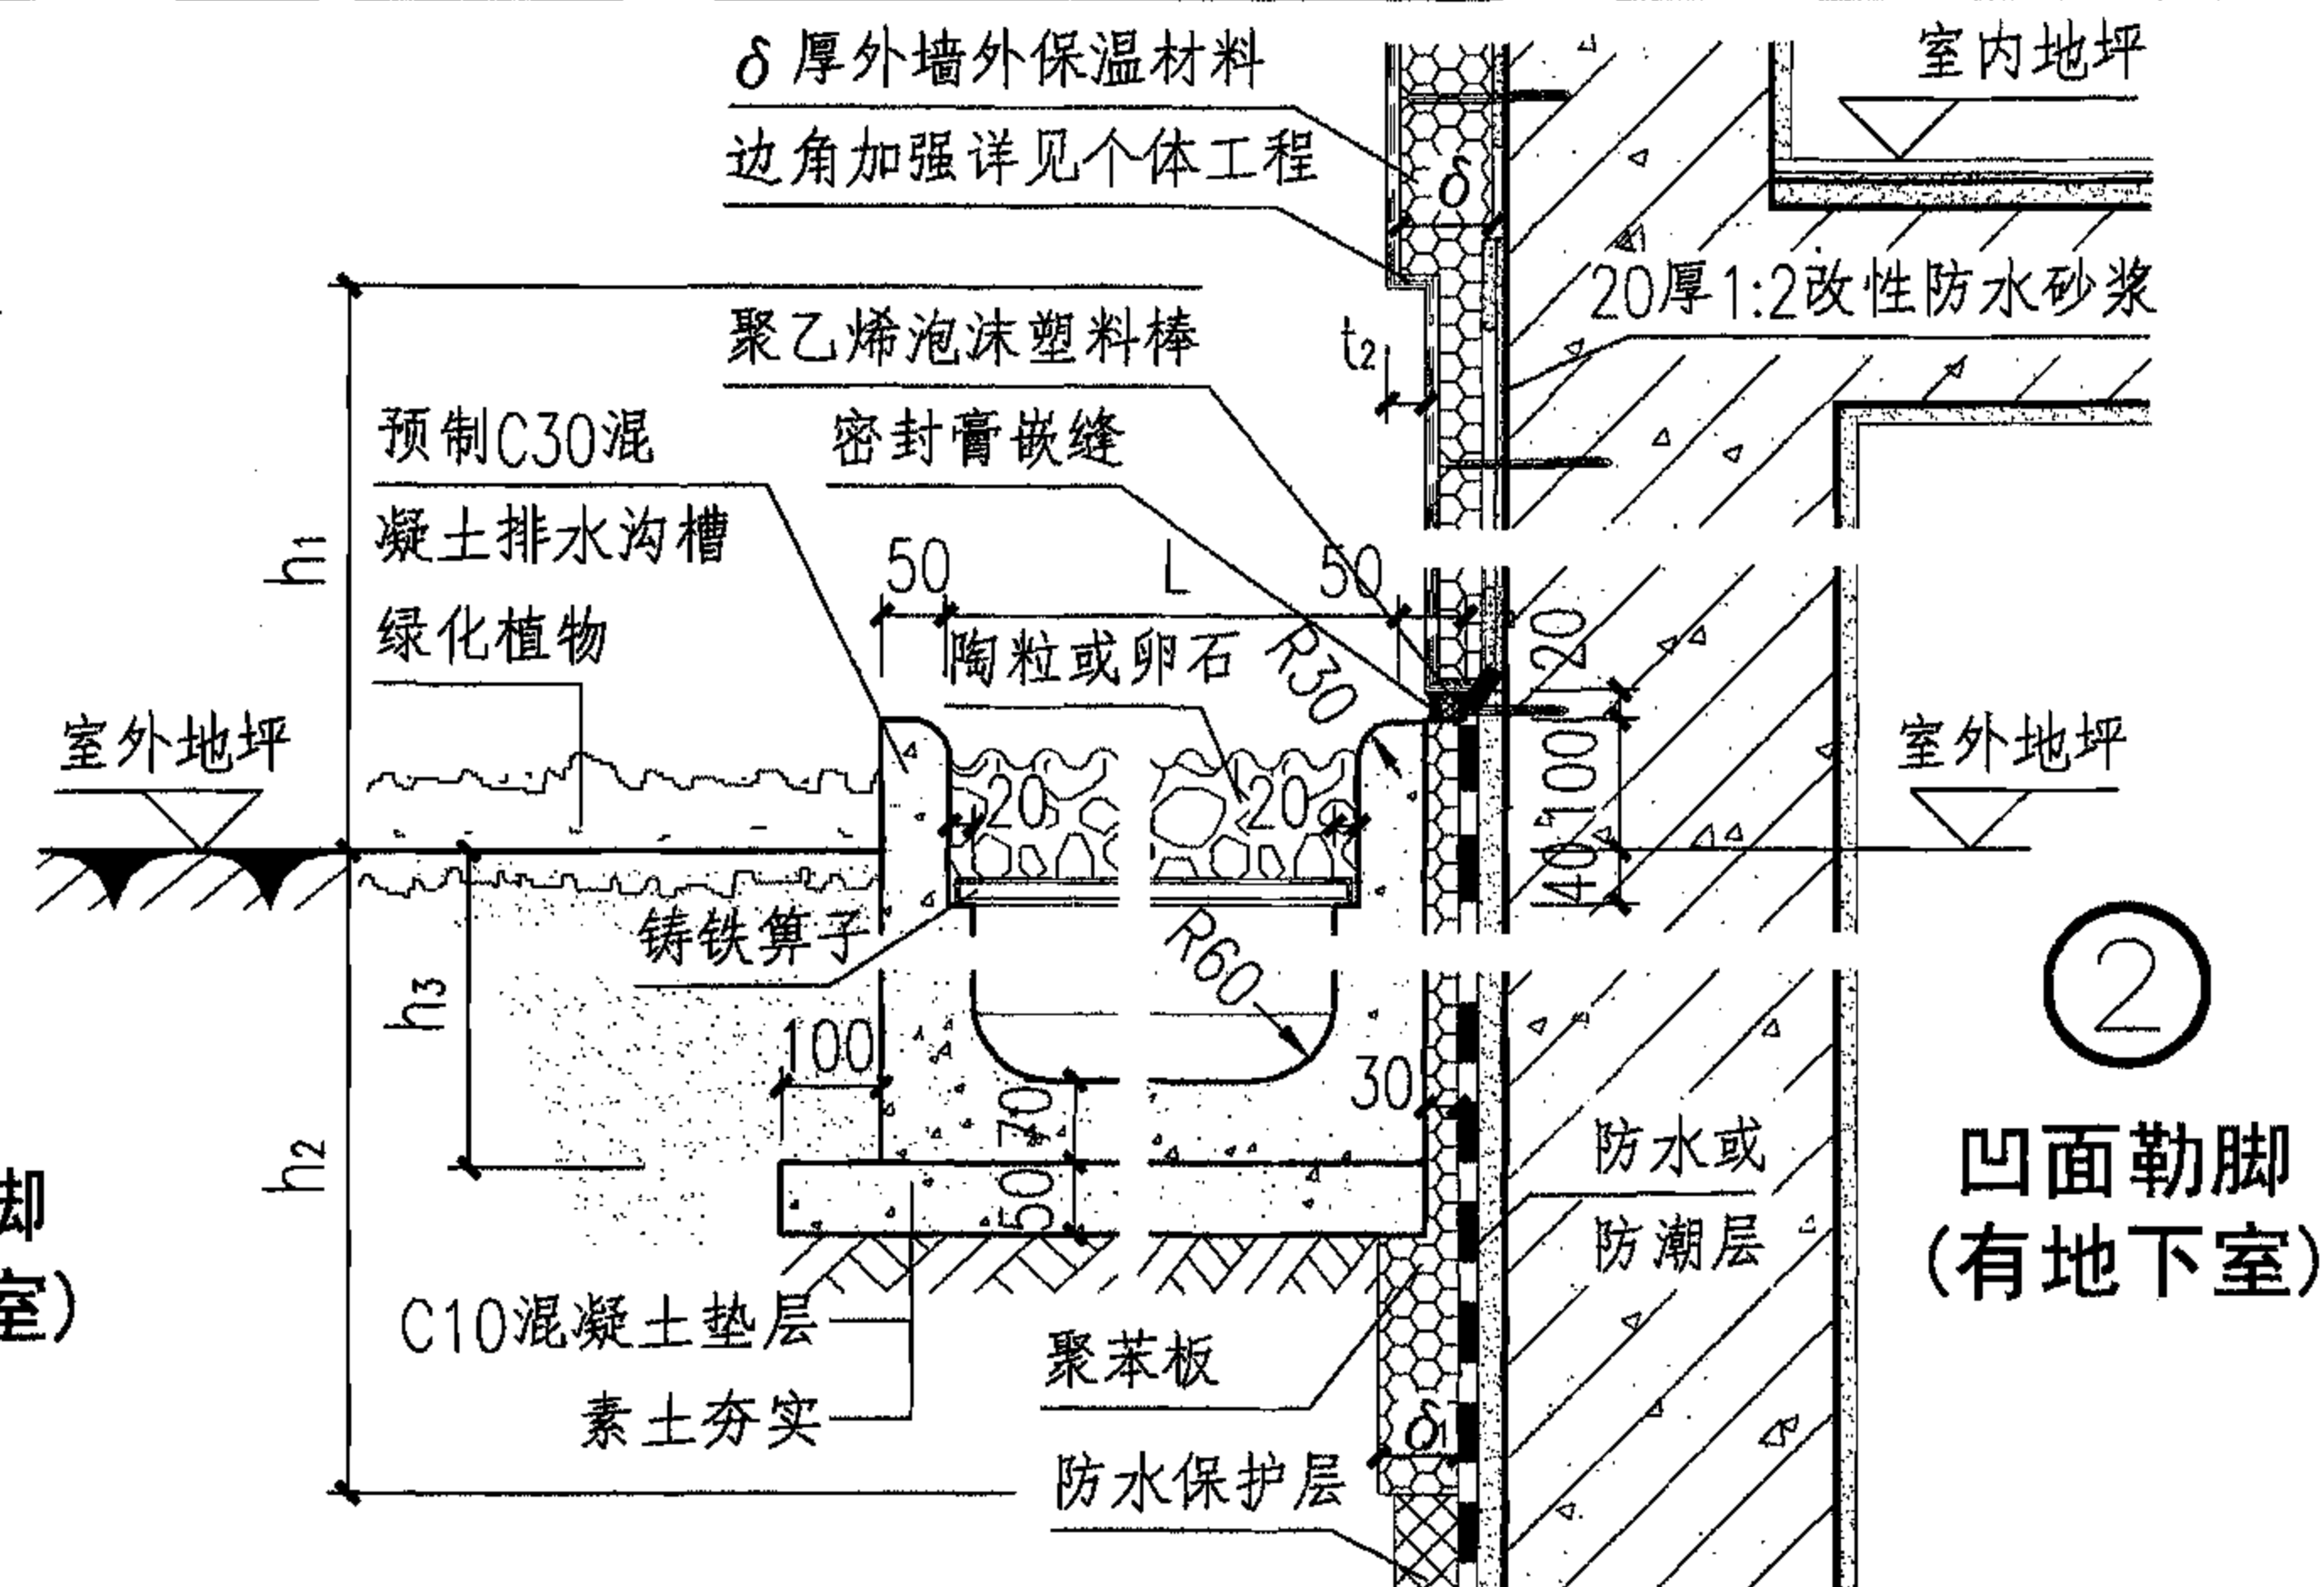 δ厚外墙外保温材料
室内地坪
边角加强详见个体工程
δ
20厚1:2改性防水砂浆
聚乙烯泡沫塑料棒
t2
预制C30混
凝土排水沟槽
密封膏嵌缝
h1
50
L
50
绿化植物
陶粒或卵石
R30
20
室外地坪
20
20
100
40
室外地坪
铸铁箅子
R60
h3
100
30
70
50
2
防水或
防潮层
凹面勒脚
(有地下室)
脚
室)
h2
C10混凝土垫层
聚苯板
素土夯实
δ1
防水保护层